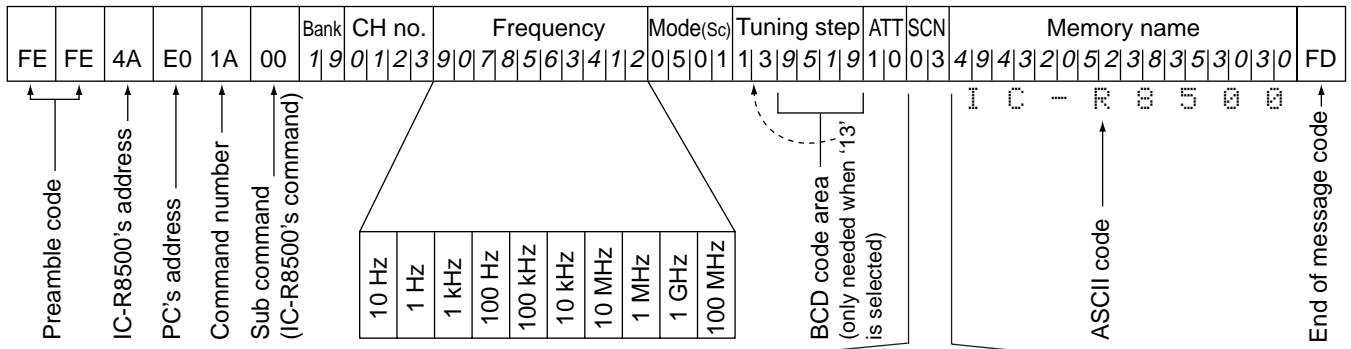 Bank CH no. Frequency Mode(Sc) Tuning step ATT SCN Memory name
FE FE 4A E0 1A 00 1 9 0 1 2 3 9 0 7 8 5 6 3 4 1 2 0 5 0 1 1 3 9 5 1 9 1 0 0 3 4 9 4 3 2 0 5 2 3 8 3 5 3 0 3 0 FD
I C - R 8 5 0 0
Preamble code
IC-R8500's address
PC's address
Command number
Sub command
(IC-R8500's command)
10 Hz
1 Hz
1 kHz
100 Hz
100 kHz
10 kHz
10 MHz
1 MHz
1 GHz
100 MHz
BCD code area
(only needed when '13'
is selected)
ASCII code
End of message code